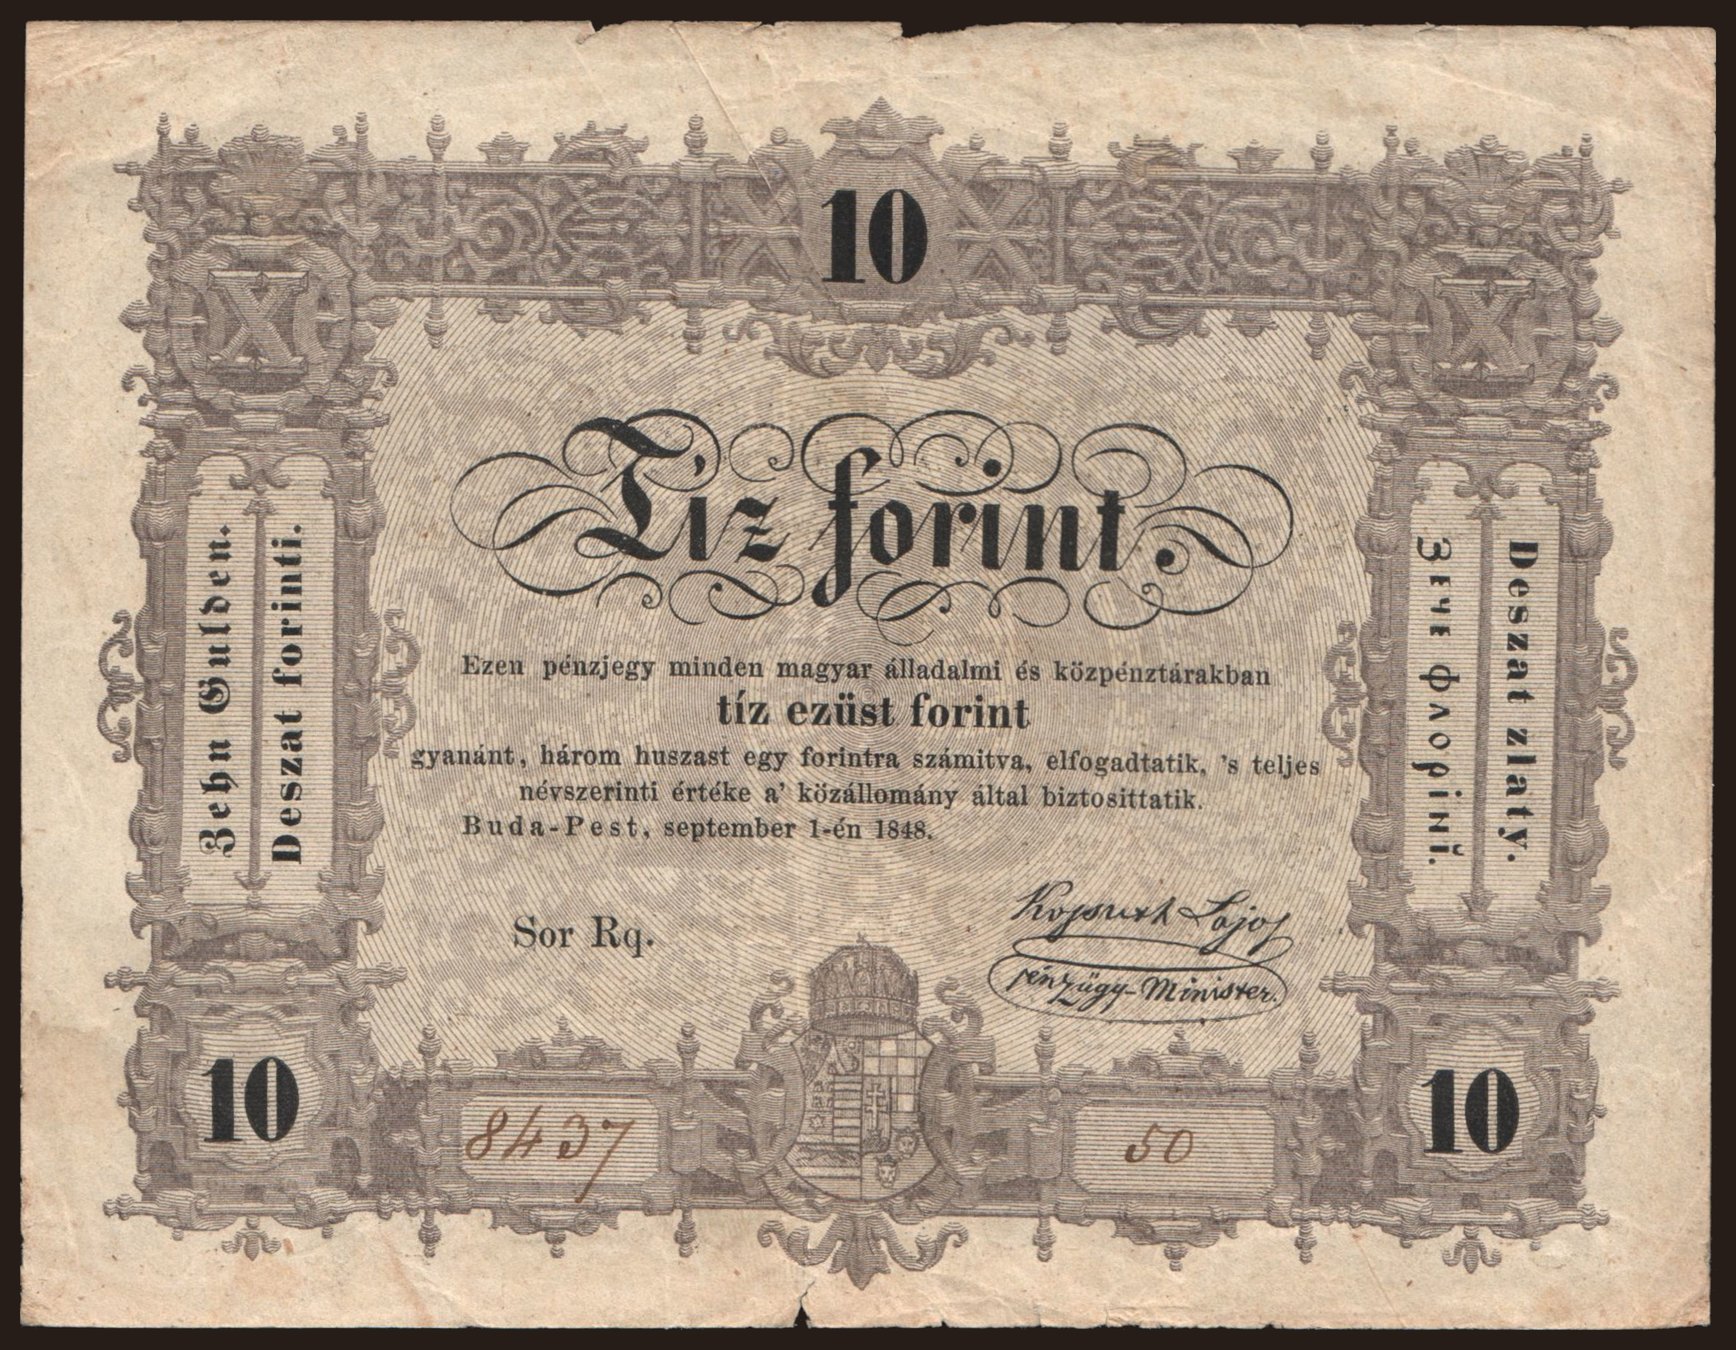 10
X
X
Tíz forint.
Zehn Gulden.
Deszat forinti.
Deszat zlaty.
Зєчє флорінї.
Ezen pénzjegy minden magyar álladalmi és közpénztárakban
tíz ezüst forint
gyanánt, három huszast egy forintra számitva, elfogadtatik, 's teljes
névszerinti értéke a' közállomány által biztosittatik.
Buda-Pest, september 1-én 1848.
Sor Rq.
Kossuth Lajos
pénzügy-Minister.
10
8437
50
10